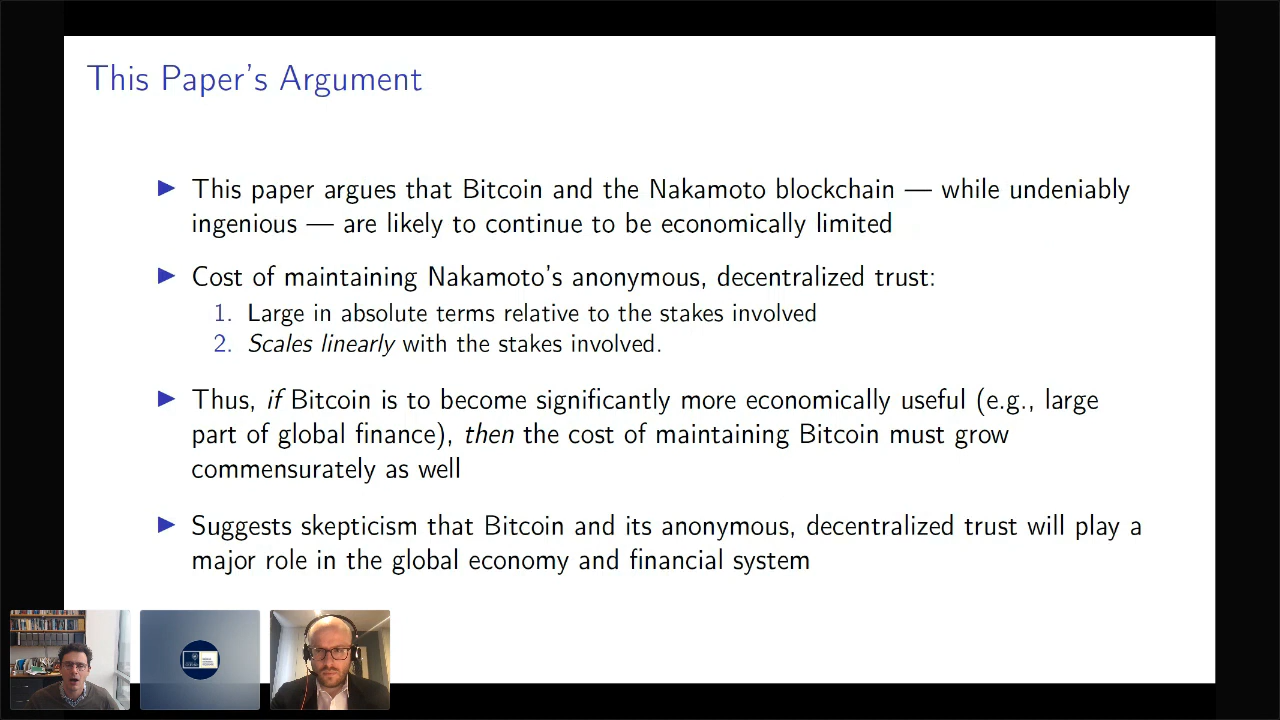 This Paper's Argument
▶ This paper argues that Bitcoin and the Nakamoto blockchain — while undeniably
ingenious — are likely to continue to be economically limited
▶ Cost of maintaining Nakamoto's anonymous, decentralized trust:
1. Large in absolute terms relative to the stakes involved
2. Scales linearly with the stakes involved.
▶ Thus, if Bitcoin is to become significantly more economically useful (e.g., large
part of global finance), then the cost of maintaining Bitcoin must grow
commensurately as well
▶ Suggests skepticism that Bitcoin and its anonymous, decentralized trust will play a
major role in the global economy and financial system